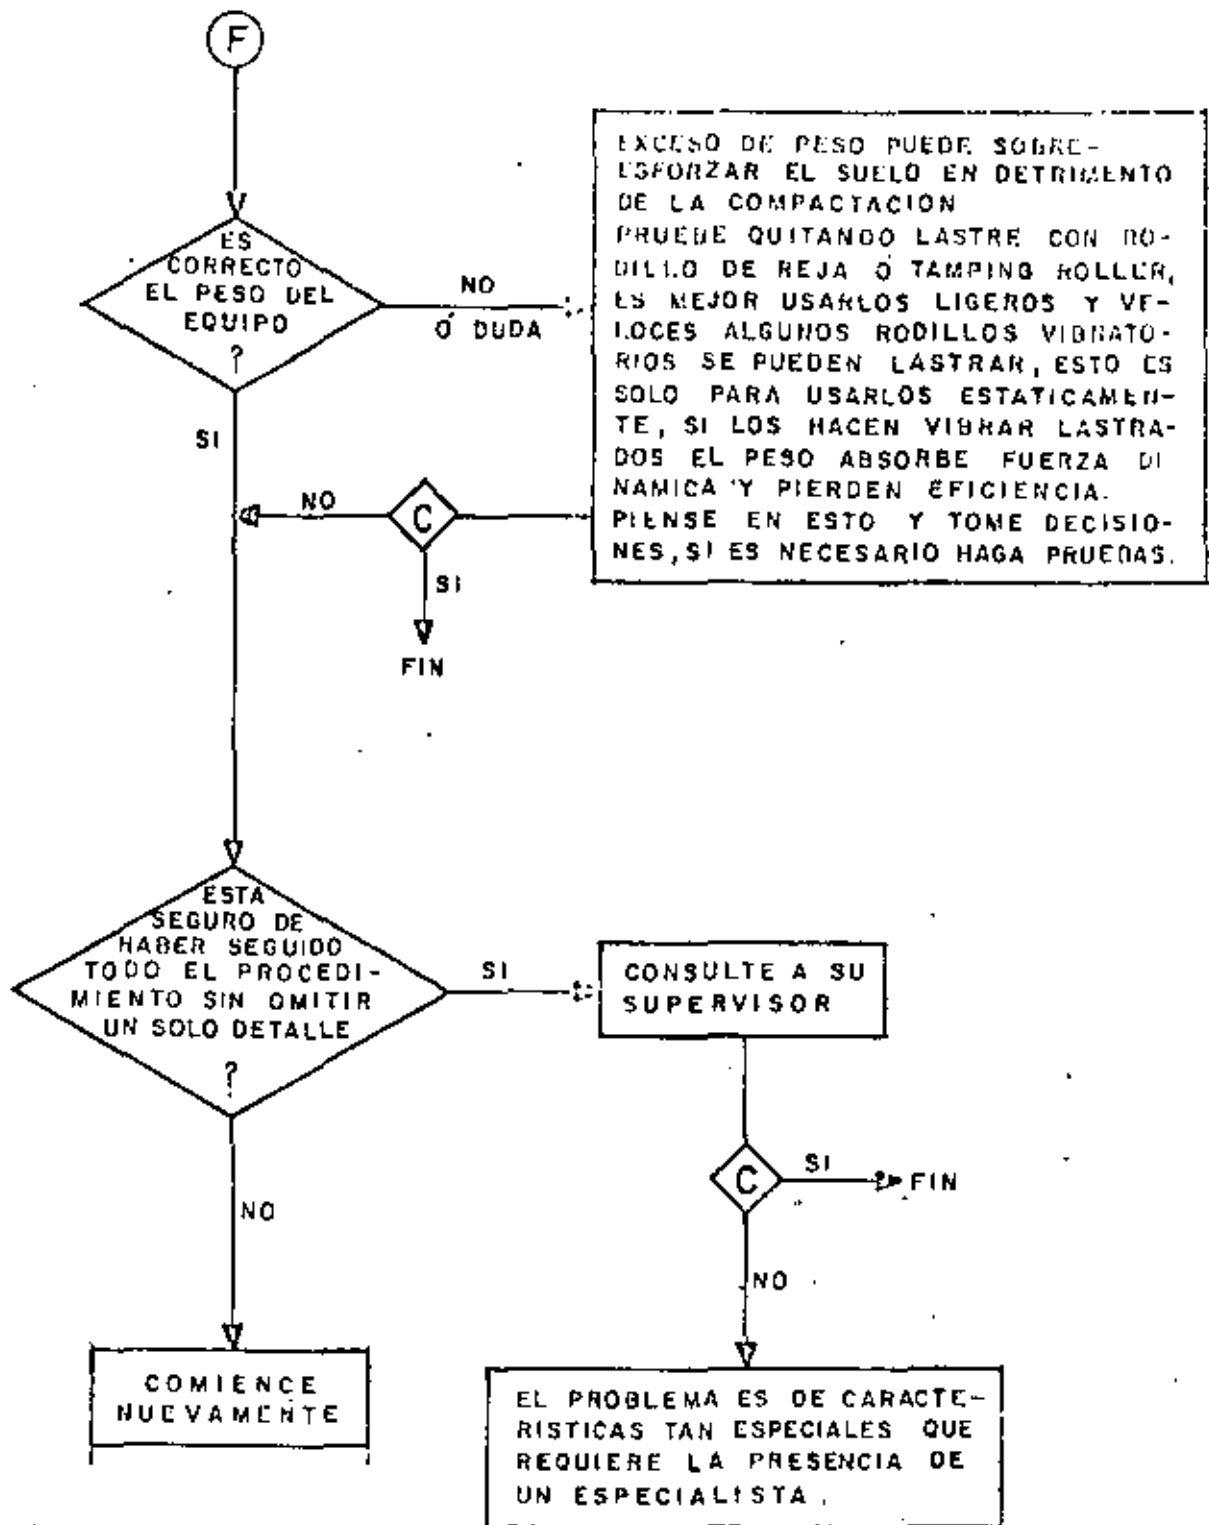 F
ES
CORRECTO
EL PESO DEL
EQUIPO
?
NO
Ó DUDA
EXCESO DE PESO PUEDE SOBRE-
ESFORZAR EL SUELO EN DETRIMENTO
DE LA COMPACTACION
PRUEBE QUITANDO LASTRE CON RO-
DILLO DE REJA Ó TAMPING ROLLER,
ES MEJOR USARLOS LIGEROS Y VE-
LOCES ALGUNOS RODILLOS VIBRATO-
RIOS SE PUEDEN LASTRAR, ESTO ES
SOLO PARA USARLOS ESTATICAMEN-
TE, SI LOS HACEN VIBRAR LASTRA-
DOS EL PESO ABSORBE FUERZA DI
NAMICA Y PIERDEN EFICIENCIA.
PIENSE EN ESTO Y TOME DECISIO-
NES, SI ES NECESARIO HAGA PRUEBAS.
SI
NO
C
SI
FIN
ESTA
SEGURO DE
HABER SEGUIDO
TODO EL PROCEDI-
MIENTO SIN OMITIR
UN SOLO DETALLE
?
SI
CONSULTE A SU
SUPERVISOR
C
SI
FIN
NO
NO
COMIENCE
NUEVAMENTE
EL PROBLEMA ES DE CARACTE-
RISTICAS TAN ESPECIALES QUE
REQUIERE LA PRESENCIA DE
UN ESPECIALISTA.